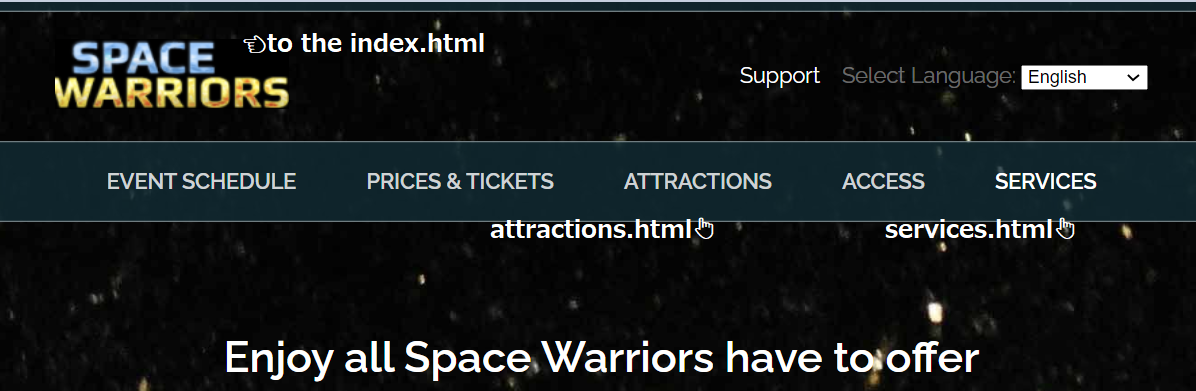 SPACE
WARRIORS
to the index.html
Support Select Language: English
EVENT SCHEDULE PRICES & TICKETS ATTRACTIONS ACCESS SERVICES
attractions.html services.html
Enjoy all Space Warriors have to offer